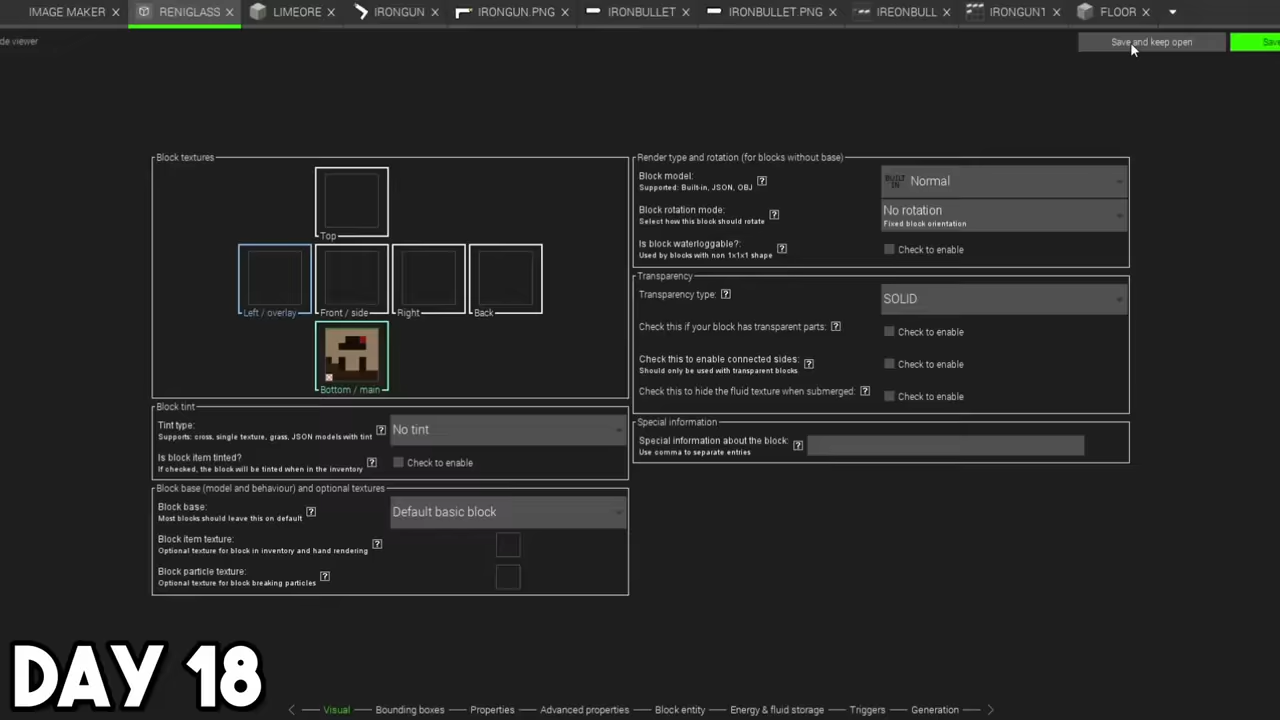 IMAGE MAKER
RENIGLASS
LIMEORE
IRONGUN
IRONGUN.PNG
IRONBULLET
IRONBULLET.PNG
IREONBULL
IRONGUN1
FLOOR
de viewer
Save and keep open
Save
Block textures
Top
Left / overlay
Front / side
Right
Back
Bottom / main
Block tint
Tint type:
Supports: cross, single texture, grass, JSON models with tint
No tint
Is block item tinted?
If checked, the block will be tinted when in the inventory
Check to enable
Block base (model and behaviour) and optional textures
Block base:
Most blocks should leave this on default
Default basic block
Block item texture:
Optional texture for block in inventory and hand rendering
Block particle texture:
Optional texture for block breaking particles
Render type and rotation (for blocks without base)
Block model:
Supported: Built-in, JSON, OBJ
BUILT IN
Normal
Block rotation mode:
Select how this block should rotate
No rotation
Fixed block orientation
Is block waterloggable?:
Used by blocks with non 1x1x1 shape
Check to enable
Transparency
Transparency type:
SOLID
Check this if your block has transparent parts:
Check to enable
Check this to enable connected sides:
Should only be used with transparent blocks
Check to enable
Check this to hide the fluid texture when submerged:
Check to enable
Special information
Special information about the block:
Use comma to separate entries
DAY 18
Visual
Bounding boxes
Properties
Advanced properties
Block entity
Energy & fluid storage
Triggers
Generation